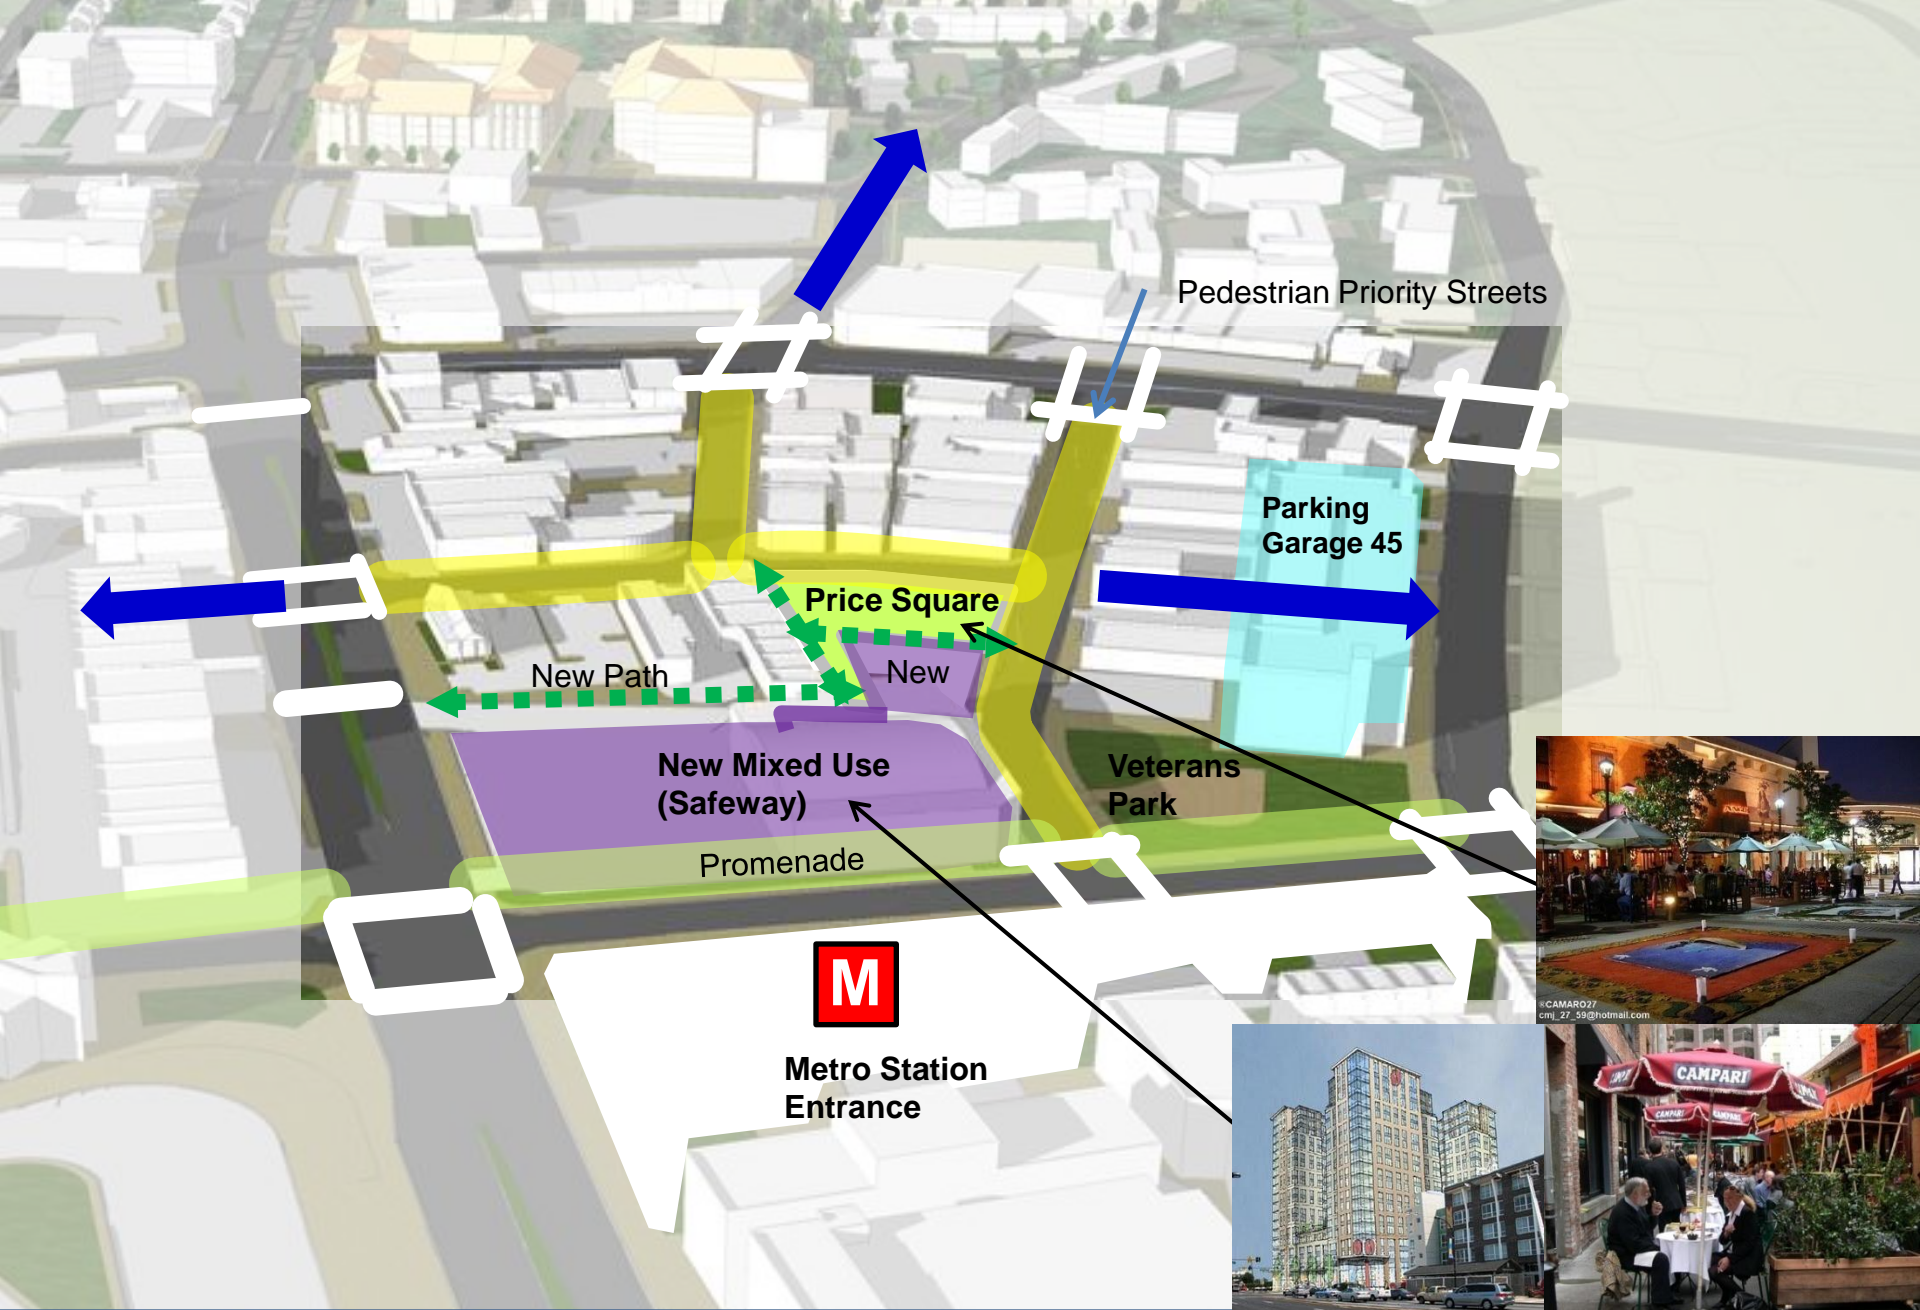 Pedestrian Priority Streets
Parking
Garage 45
Price Square
New Path
New
New Mixed Use
(Safeway)
Veterans
Park
Promenade
M
Metro Station
Entrance
©CAMARO27
cmj_27_59@hotmail.com
CAMPARI
CAMPARI